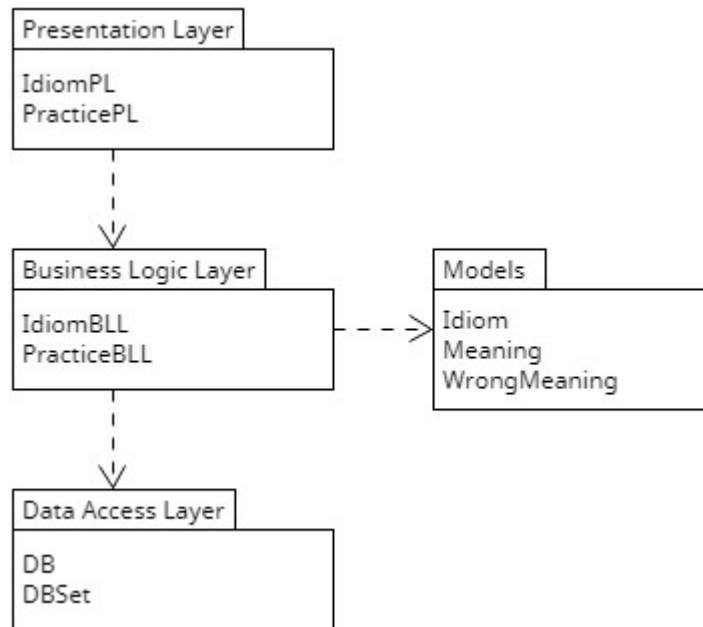 Presentation Layer
IdiomPL
PracticePL
Business Logic Layer
IdiomBLL
PracticeBLL
Models
Idiom
Meaning
WrongMeaning
Data Access Layer
DB
DBSet